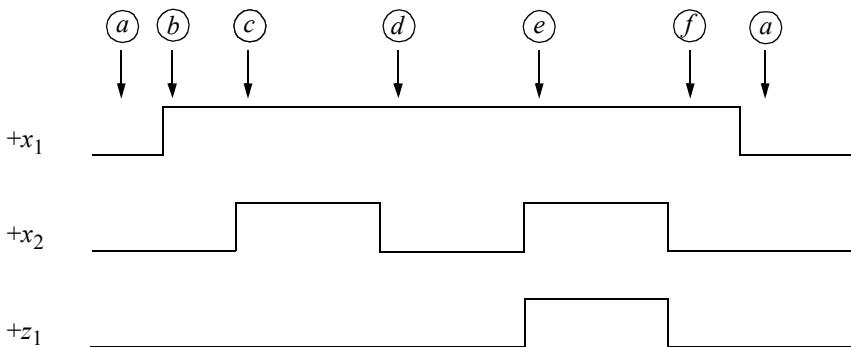 a b c d e f a
+x₁
+x₂
+z₁